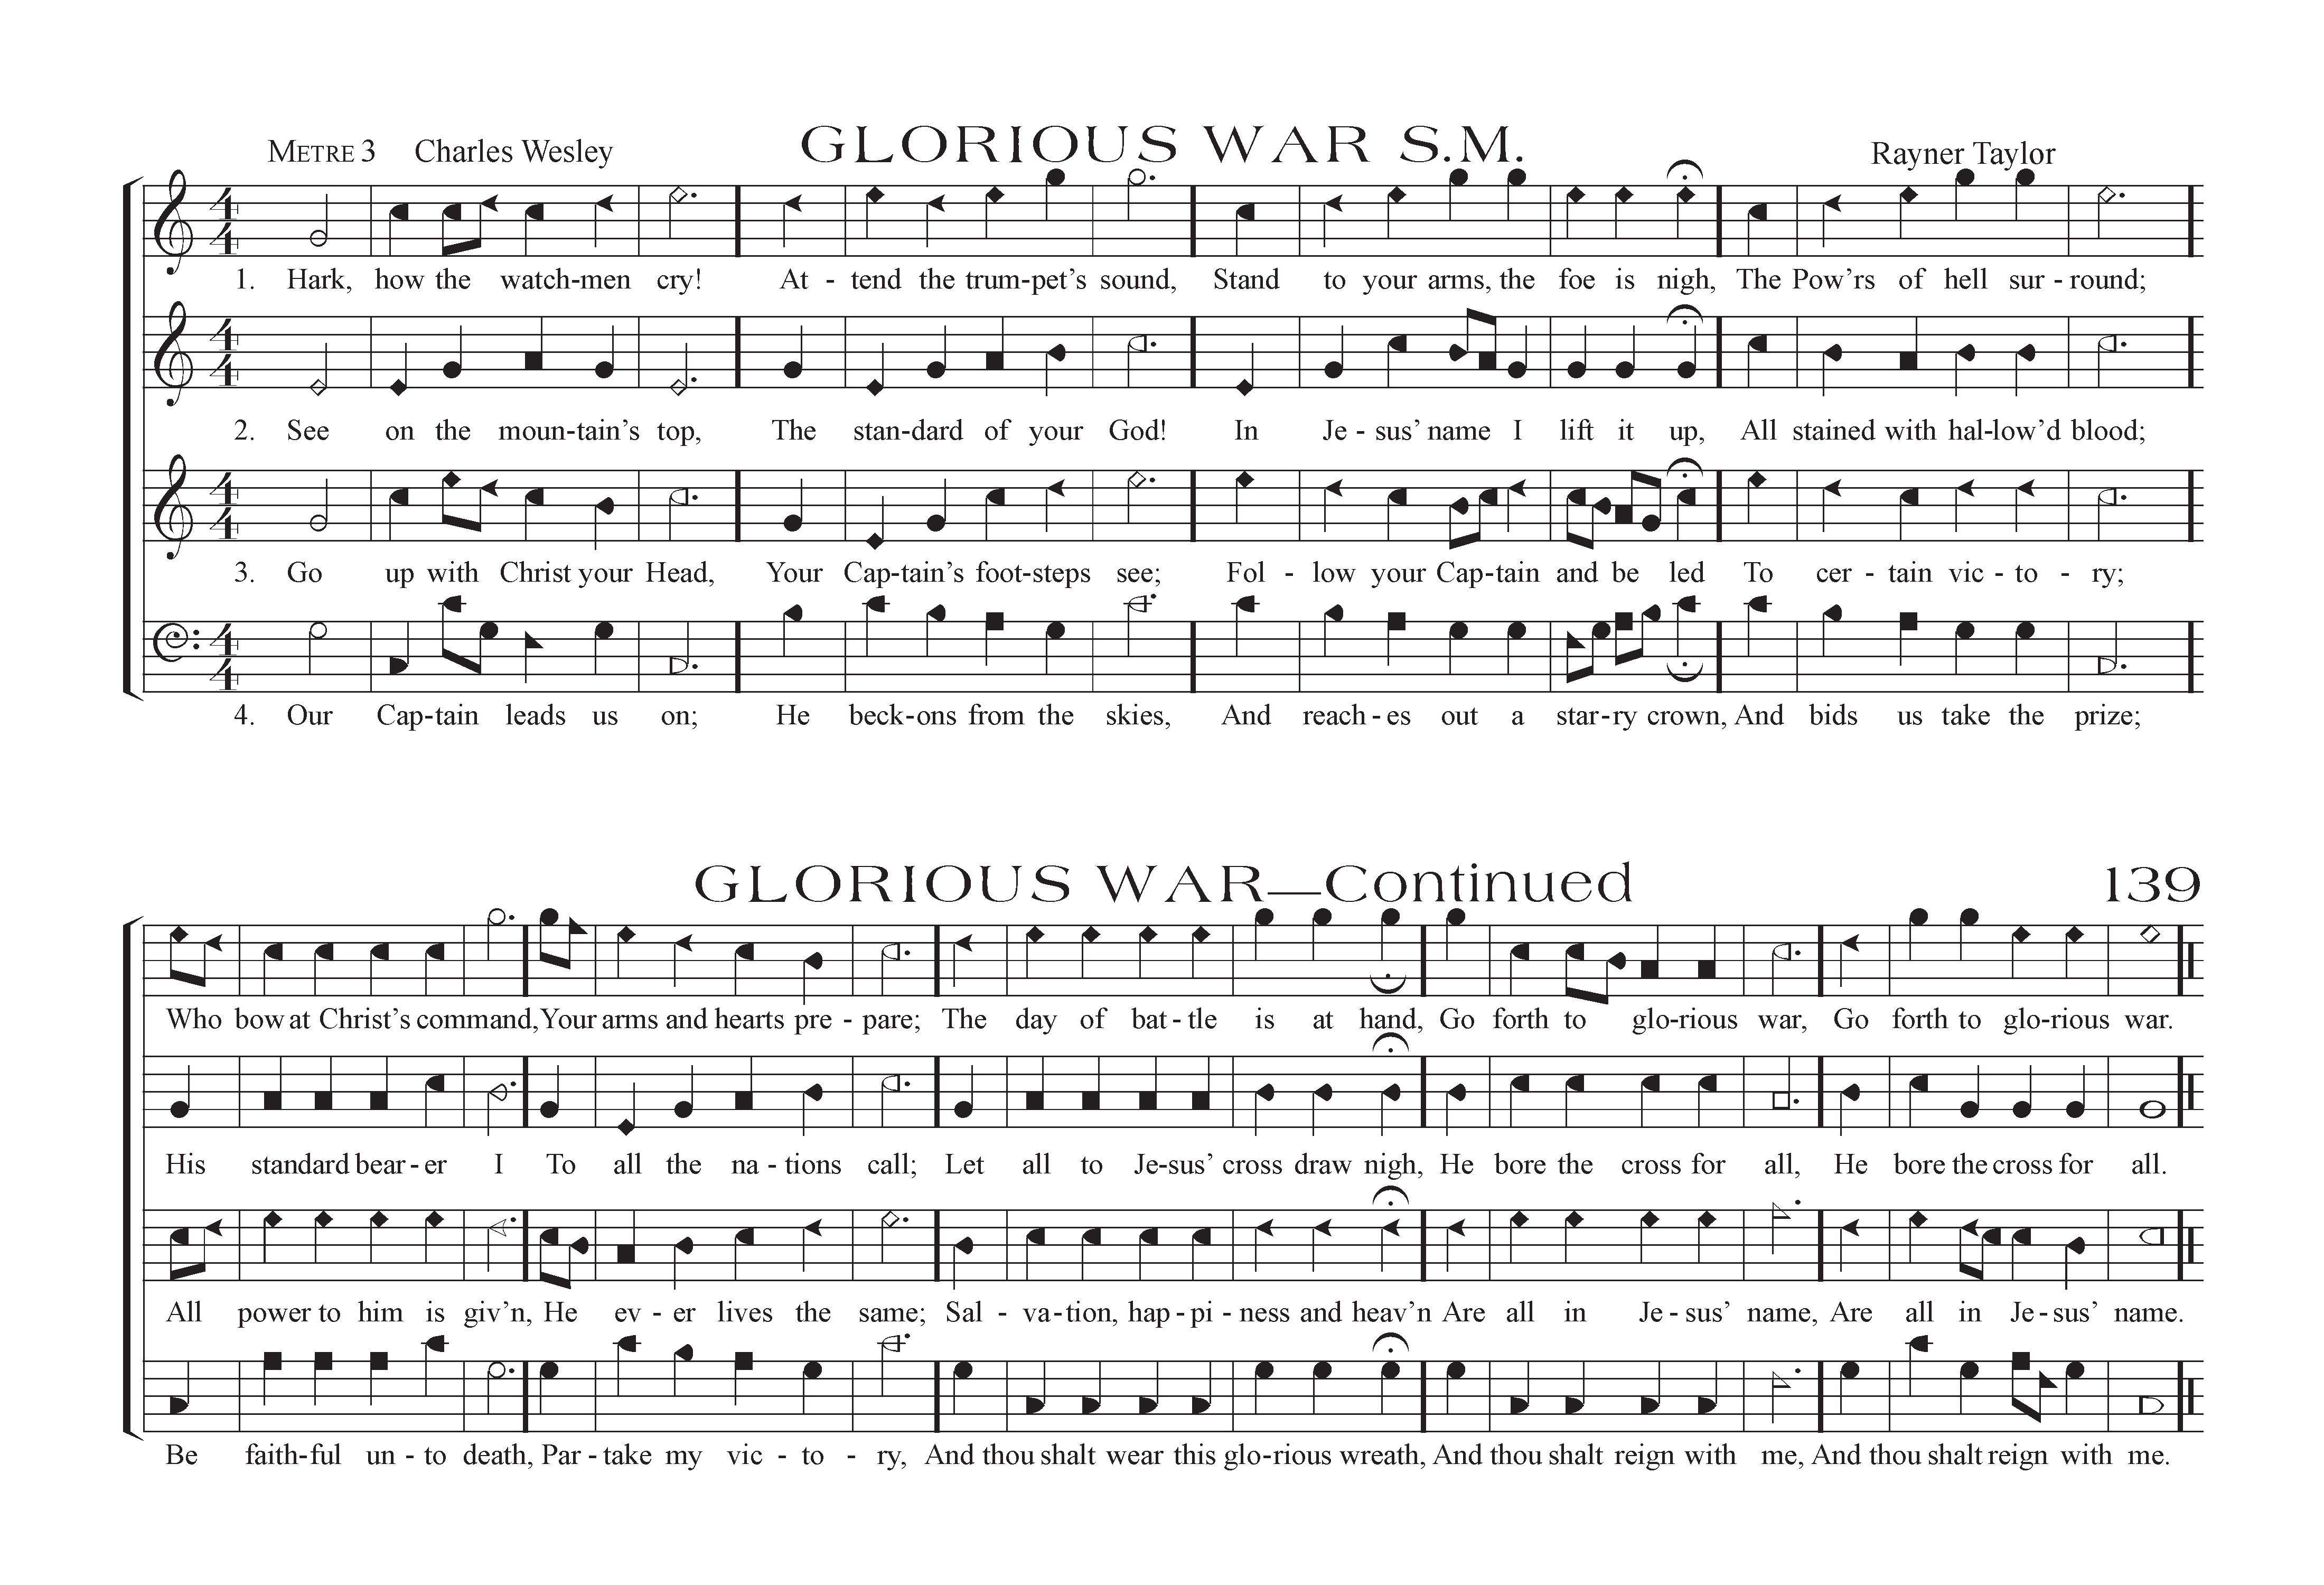 GLORIOUS WAR S.M.
METRE 3 Charles Wesley Rayner Taylor
1. Hark, how the watch-men cry! At - tend the trum-pet’s sound, Stand to your arms, the foe is nigh, The Pow’rs of hell sur - round;
2. See on the moun-tain’s top, The stan-dard of your God! In Je - sus’ name I lift it up, All stained with hal-low’d blood;
3. Go up with Christ your Head, Your Cap-tain’s foot-steps see; Fol - low your Cap-tain and be led To cer - tain vic - to - ry;
4. Our Cap-tain leads us on; He beck-ons from the skies, And reach - es out a star-ry crown, And bids us take the prize;
GLORIOUS WAR—Continued 139
Who bow at Christ’s command, Your arms and hearts pre - pare; The day of bat - tle is at hand, Go forth to glo-rious war, Go forth to glo-rious war.
His standard bear - er I To all the na - tions call; Let all to Je-sus’ cross draw nigh, He bore the cross for all, He bore the cross for all.
All power to him is giv’n, He ev - er lives the same; Sal - va-tion, hap - pi - ness and heav’n Are all in Je - sus’ name, Are all in Je - sus’ name.
Be faith-ful un - to death, Par - take my vic - to - ry, And thou shalt wear this glo-rious wreath, And thou shalt reign with me, And thou shalt reign with me.